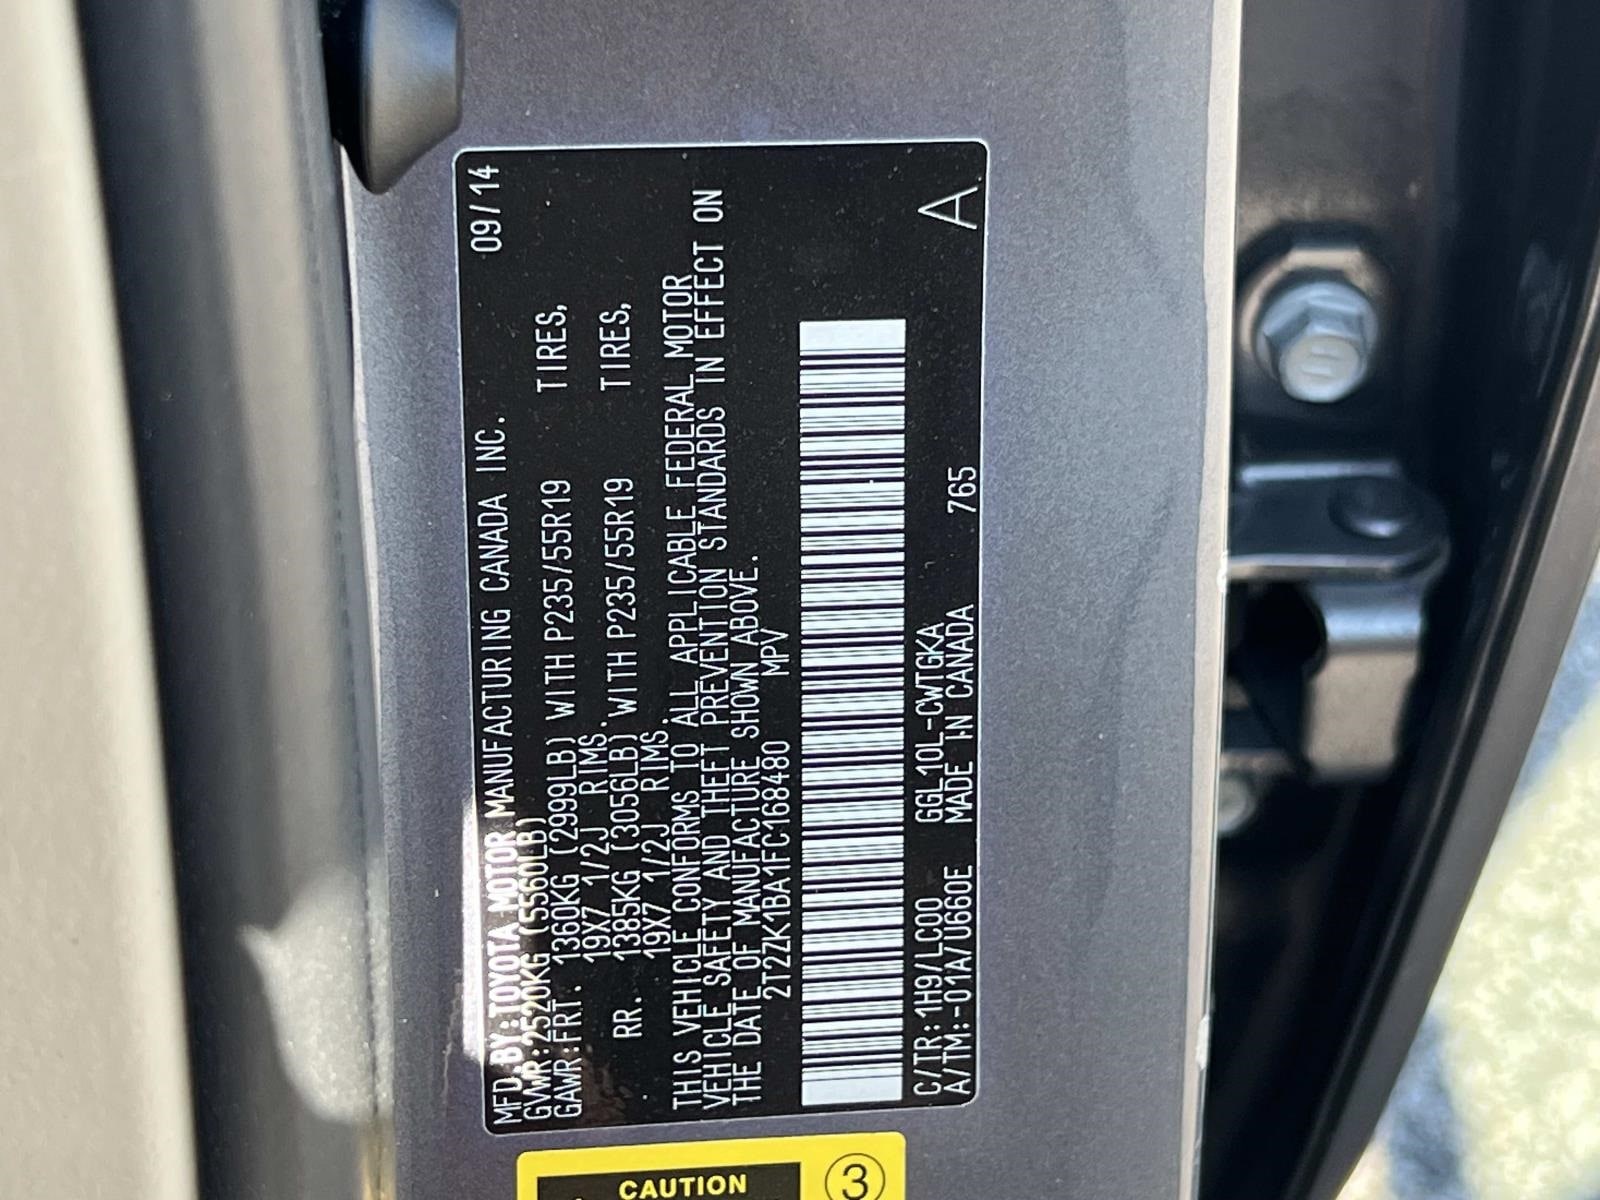 MFD.BY:TOYOTA MOTOR MANUFACTURING CANADA INC. 09/14
GVWR:2520KG (5560LB)
GAWR:FRT. 1360KG (2999LB) WITH P235/55R19 TIRES,
19X7 1/2J RIMS.
RR. 1385KG (3056LB) WITH P235/55R19 TIRES,
19X7 1/2J RIMS.
THIS VEHICLE CONFORMS TO ALL APPLICABLE FEDERAL MOTOR
VEHICLE SAFETY AND THEFT PREVENTION STANDARDS IN EFFECT ON
THE DATE OF MANUFACTURE SHOWN ABOVE.
2T2ZK1BA1FC168480 MPV
C/TR:1H9/LC00 GGL10L-CWTGKA
A/TM:-01A/U660E MADE IN CANADA 765 A
CAUTION 3